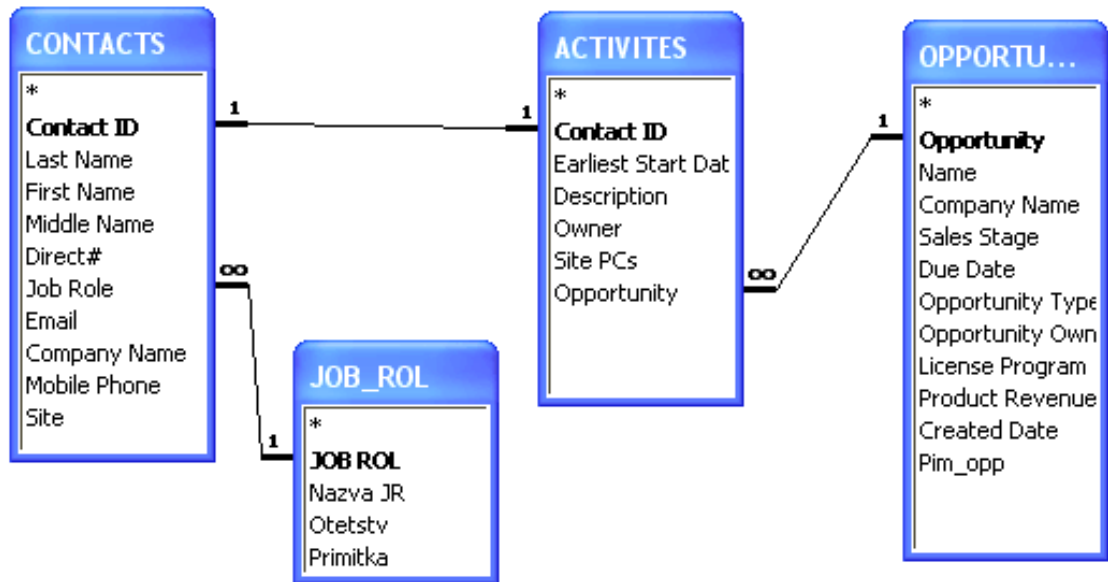 CONTACTS
*
Contact ID
Last Name
First Name
Middle Name
Direct#
Job Role
Email
Company Name
Mobile Phone
Site
1
∞
1
1
∞
1
JOB_ROL
*
JOB ROL
Nazva JR
Otetstv
Primitka
ACTIVITES
*
Contact ID
Earliest Start Dat
Description
Owner
Site PCs
Opportunity
OPPORTU...
*
Opportunity
Name
Company Name
Sales Stage
Due Date
Opportunity Type
Opportunity Own
License Program
Product Revenue
Created Date
Pim_opp